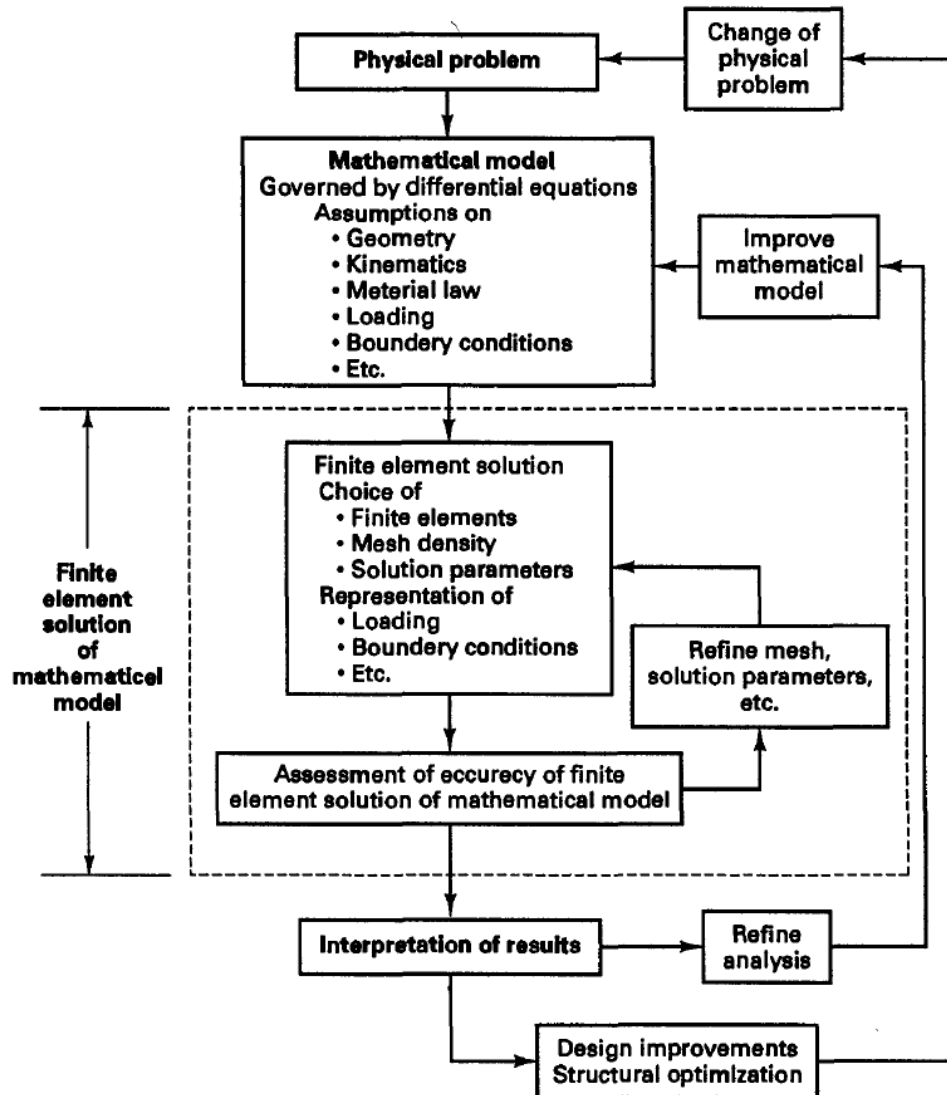 Physical problem
Change of
physical
problem
Mathematical model
Governed by differential equations
Assumptions on
• Geometry
• Kinematics
• Meterial law
• Loading
• Boundery conditions
• Etc.
Improve
mathematical
model
Finite
element
solution
of
mathematicel
model
Finite element solution
Choice of
• Finite elements
• Mesh density
• Solution parameters
Representation of
• Loading
• Boundery conditions
• Etc.
Refine mesh,
solution parameters,
etc.
Assessment of eccurecy of finite
element solution of mathematical model
Interpretation of results
Refine
analysis
Design improvements
Structural optimization